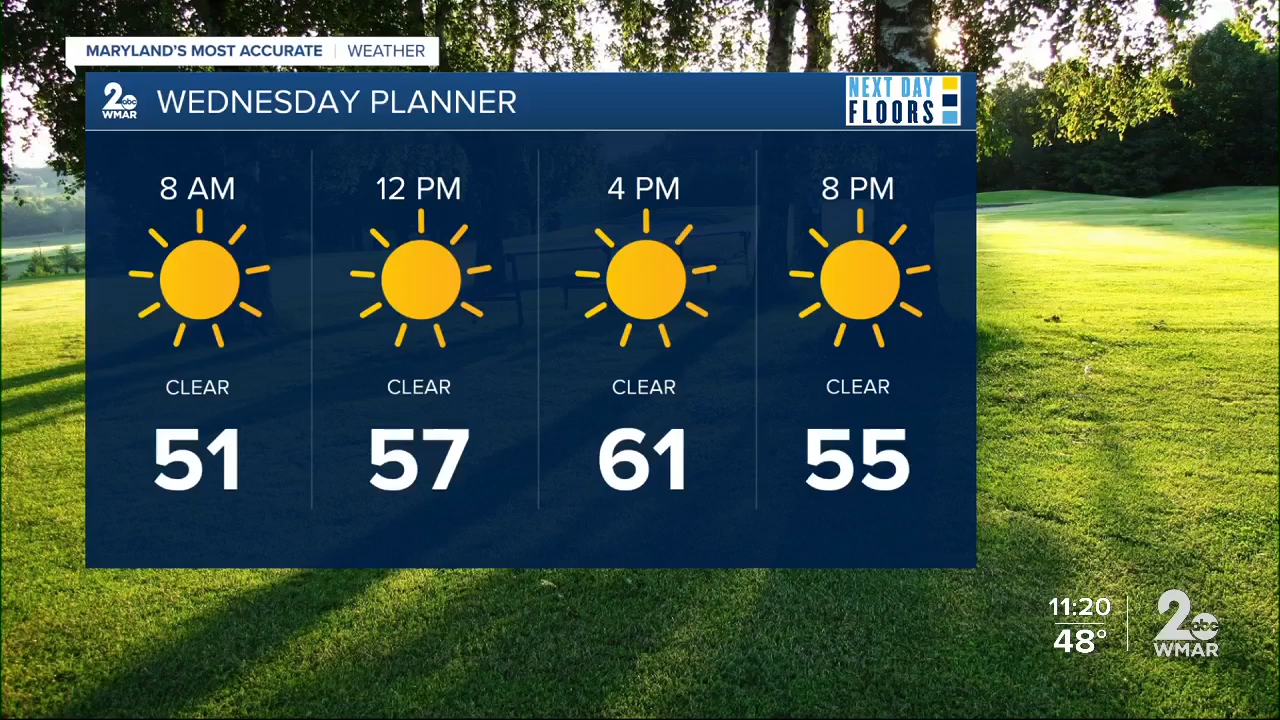 MARYLAND'S MOST ACCURATE | WEATHER
2 abc WMAR
WEDNESDAY PLANNER
NEXT DAY
FLOORS
8 AM 12 PM 4 PM 8 PM
CLEAR CLEAR CLEAR CLEAR
51 57 61 55
11:20
48°
2 abc
WMAR